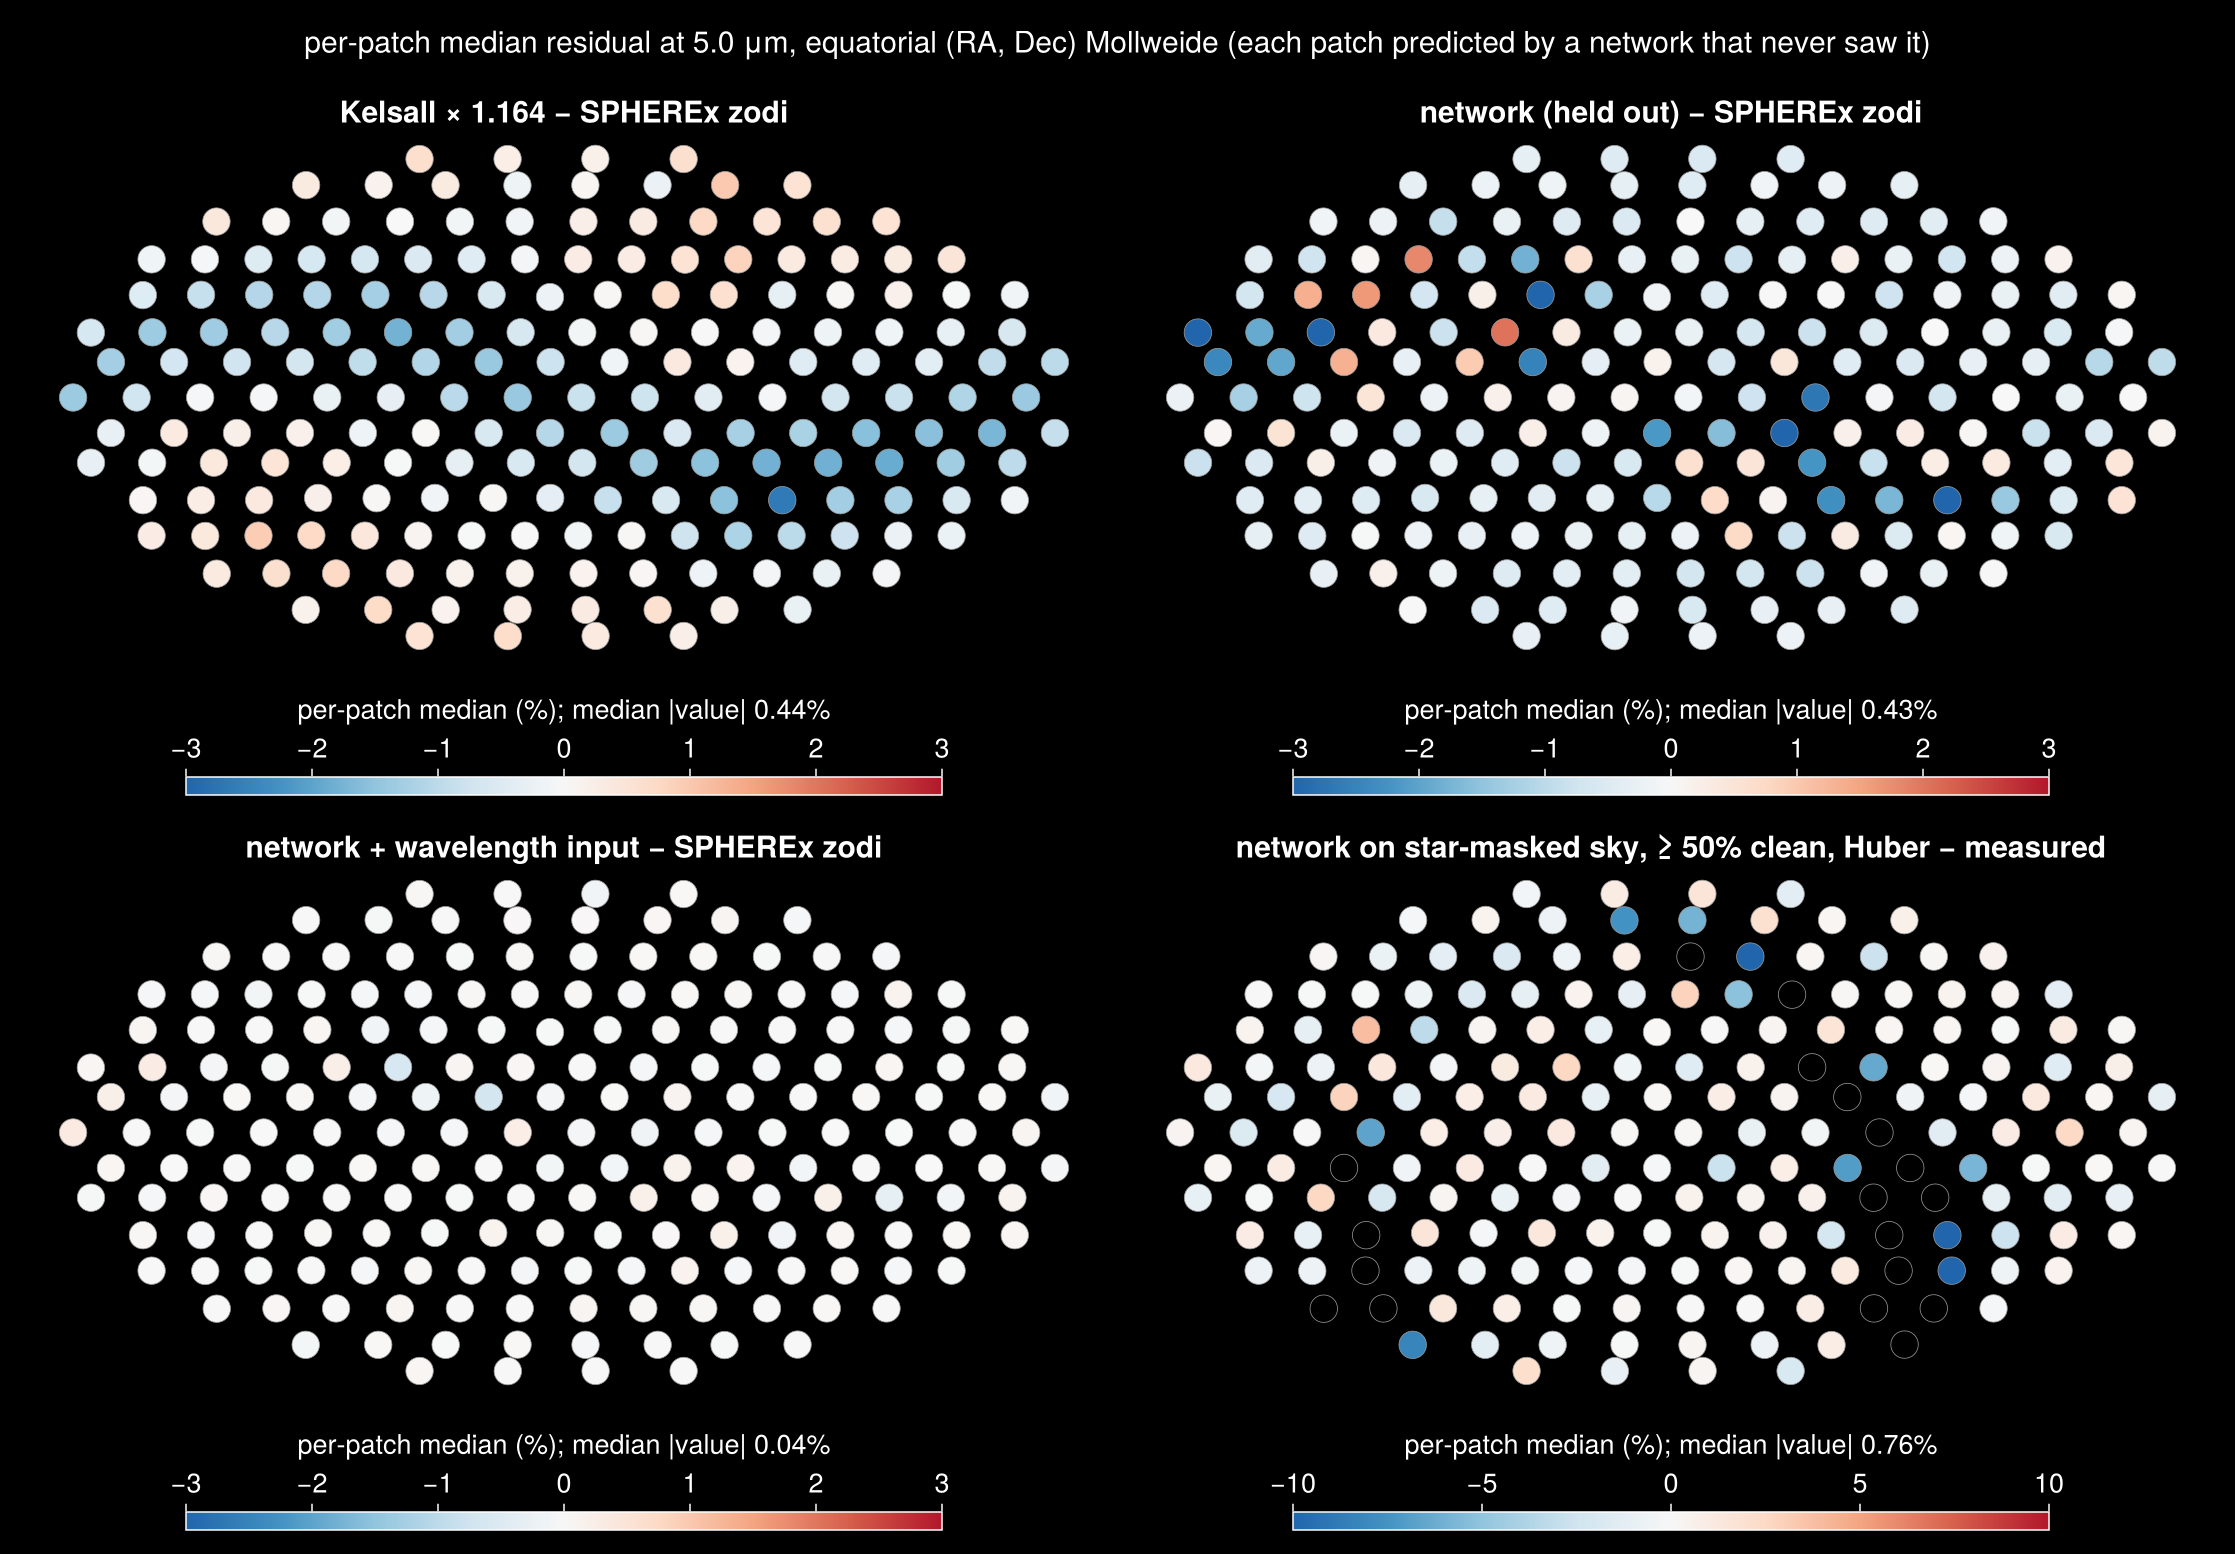 per-patch median residual at 5.0 µm, equatorial (RA, Dec) Mollweide (each patch predicted by a network that never saw it)
Kelsall × 1.164 – SPHEREx zodi
network (held out) – SPHEREx zodi
per-patch median (%); median |value| 0.44%
−3 −2 −1 0 1 2 3
per-patch median (%); median |value| 0.43%
−3 −2 −1 0 1 2 3
network + wavelength input – SPHEREx zodi
network on star-masked sky, ≥ 50% clean, Huber – measured
per-patch median (%); median |value| 0.04%
−3 −2 −1 0 1 2 3
per-patch median (%); median |value| 0.76%
−10 −5 0 5 10